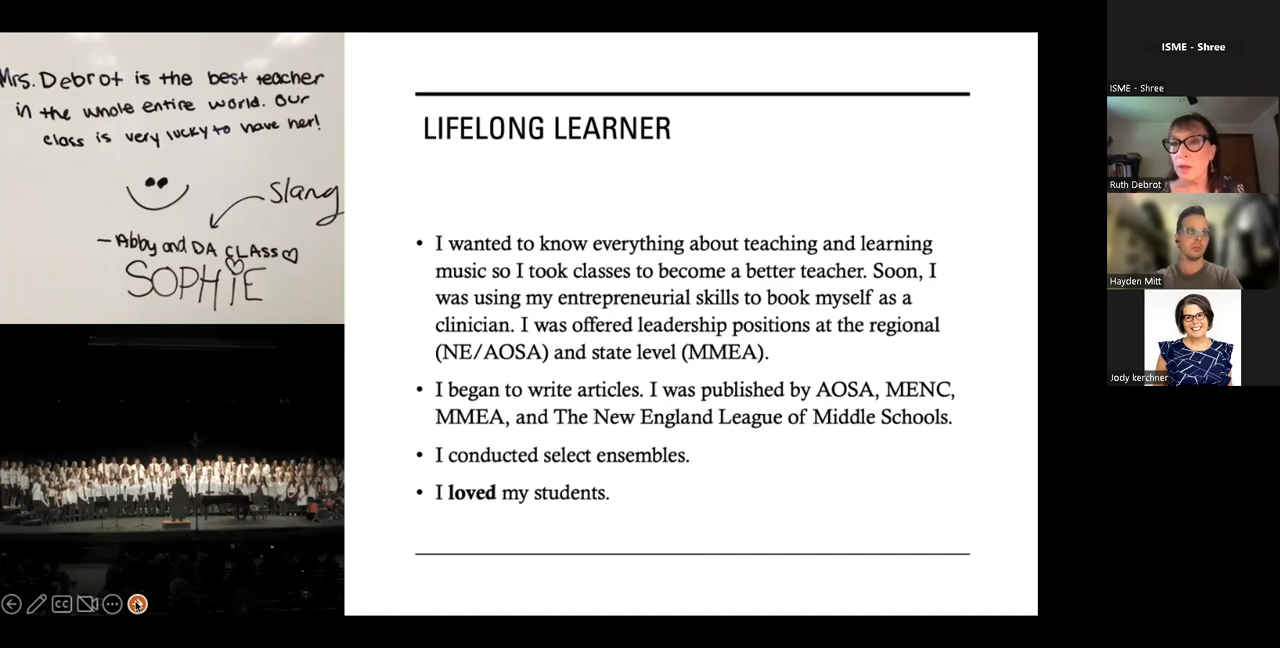 Mrs. Debrot is the best teacher
in the whole entire world. Our
class is very lucky to have her!
Slang
- Abby and DA CLASS
SOPHIE
LIFELONG LEARNER
• I wanted to know everything about teaching and learning
music so I took classes to become a better teacher. Soon, I
was using my entrepreneurial skills to book myself as a
clinician. I was offered leadership positions at the regional
(NE/AOSA) and state level (MMEA).
• I began to write articles. I was published by AOSA, MENC,
MMEA, and The New England League of Middle Schools.
• I conducted select ensembles.
• I loved my students.
CC
ISME - Shree
ISME - Shree
Ruth Debrot
Hayden Mitt
Jody kerchner